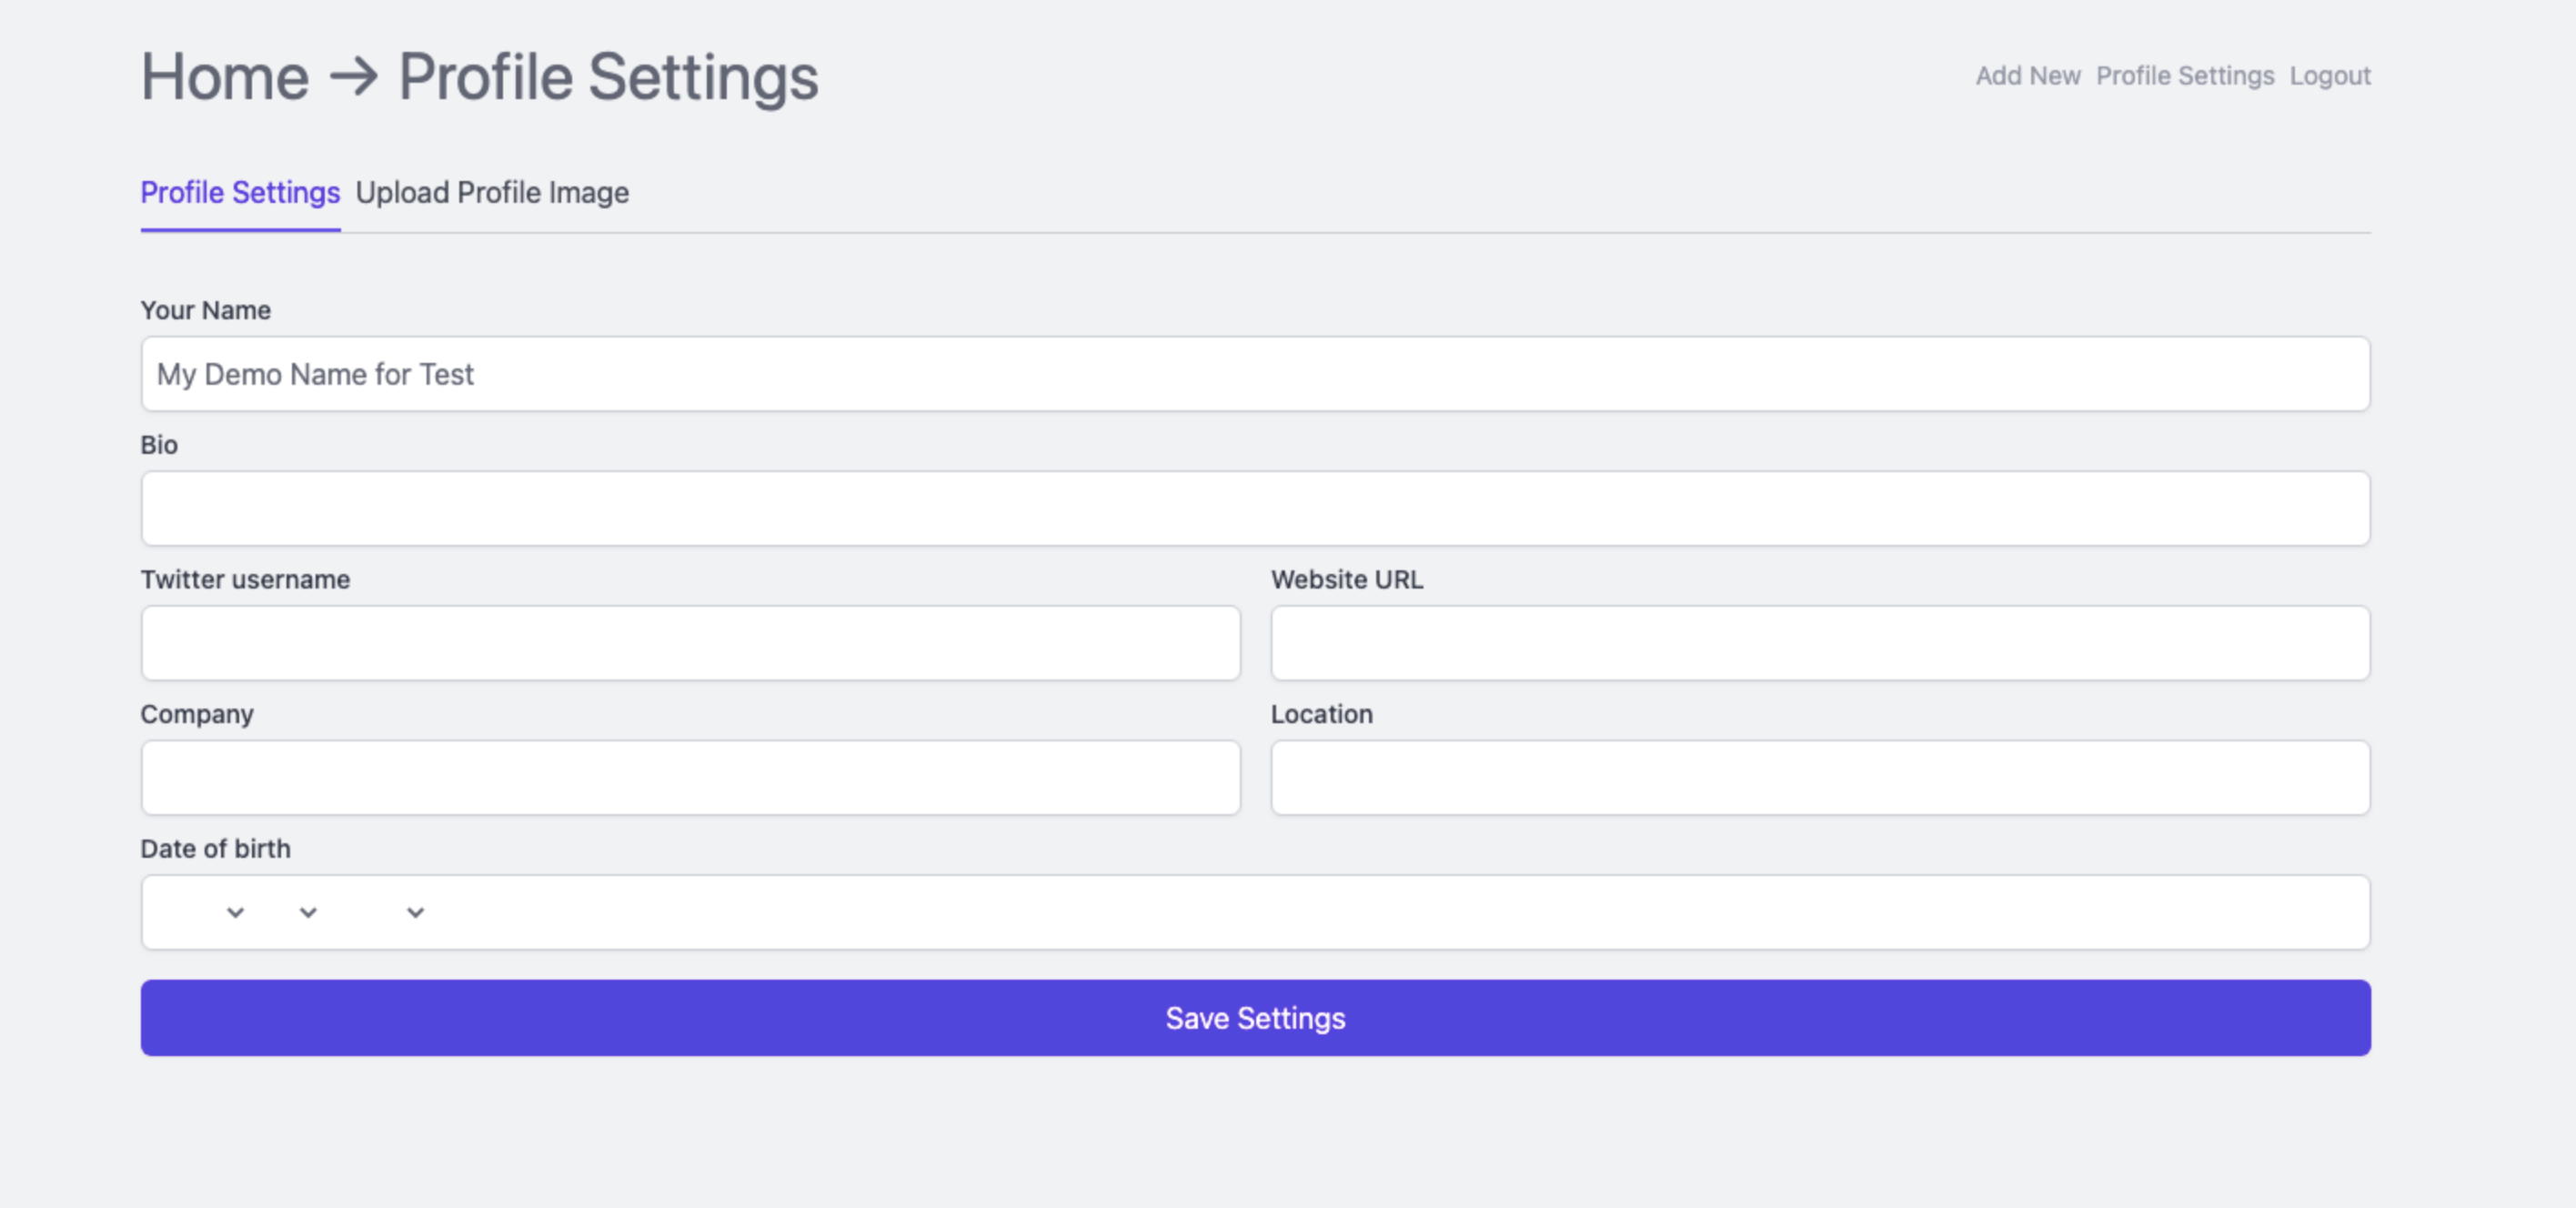 Home → Profile Settings
Add New Profile Settings Logout
Profile Settings Upload Profile Image
Your Name
My Demo Name for Test
Bio
Twitter username
Website URL
Company
Location
Date of birth
Save Settings